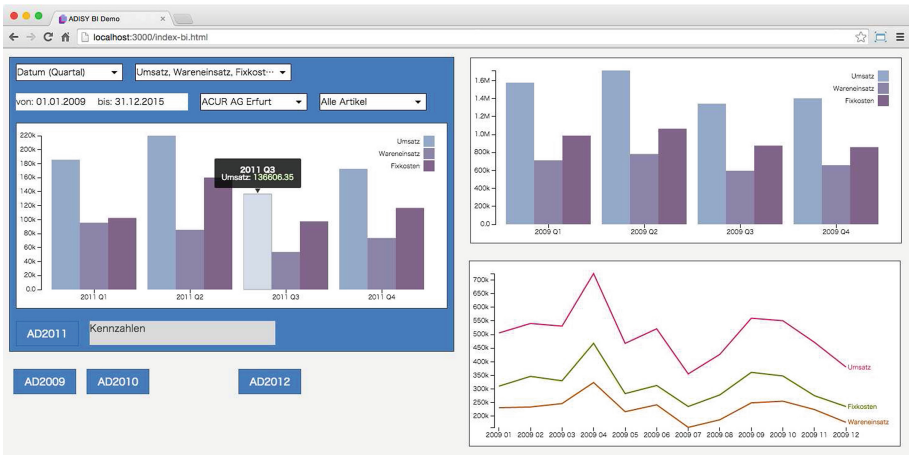 ADISY BI Demo
localhost:3000/index-bi.html
Datum (Quartal)
Umsatz, Wareneinsatz, Fixkost…
von: 01.01.2009 bis: 31.12.2015
ACUR AG Erfurt
Alle Artikel
220k
200k
180k
160k
140k
120k
100k
80k
60k
40k
20k
0.0
Umsatz
Wareneinsatz
Fixkosten
2011 Q3
Umsatz: 136606.35
2011 Q1
2011 Q2
2011 Q3
2011 Q4
AD2011
Kennzahlen
AD2009
AD2010
AD2012
1.6M
1.4M
1.2M
1.0M
800k
600k
400k
200k
0.0
Umsatz
Wareneinsatz
Fixkosten
2009 Q1
2009 Q2
2009 Q3
2009 Q4
700k
650k
600k
550k
500k
450k
400k
350k
300k
250k
200k
Umsatz
Fixkosten
Wareneinsatz
2009 01 2009 02 2009 03 2009 04 2009 05 2009 06 2009 07 2009 08 2009 09 2009 10 2009 11 2009 12